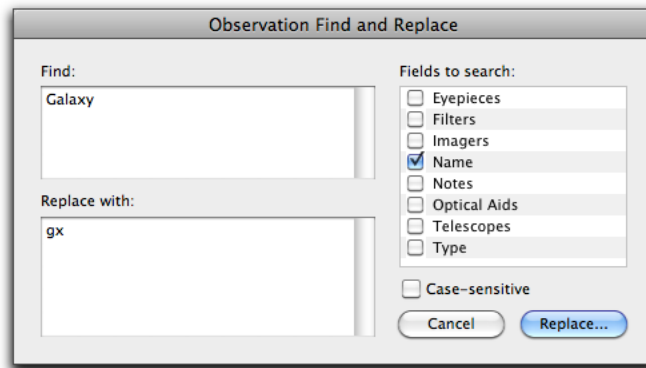 Observation Find and Replace
Find:
Galaxy
Replace with:
gx
Fields to search:
Eyepieces
Filters
Imagers
Name
Notes
Optical Aids
Telescopes
Type
Case-sensitive
Cancel
Replace...